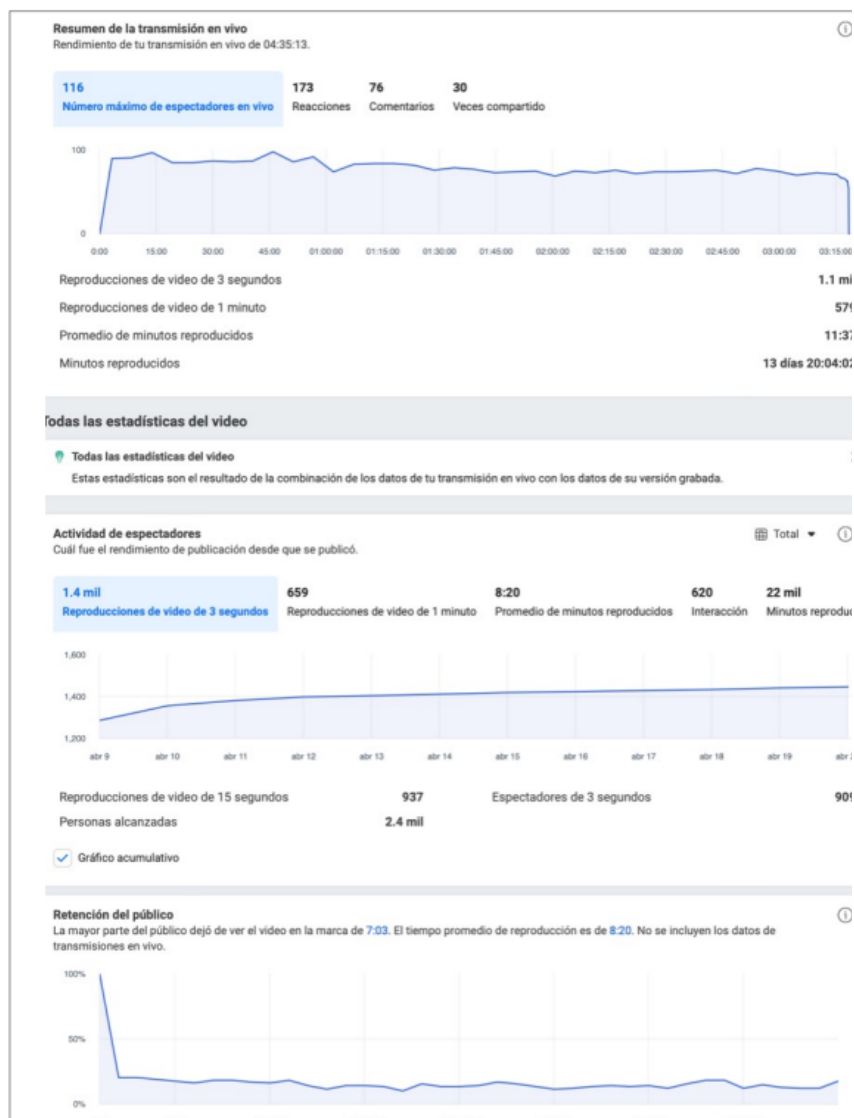 Resumen de la transmisión en vivo
Rendimiento de tu transmisión en vivo de 04:35:13.
116 173 76 30
Número máximo de espectadores en vivo Reacciones Comentarios Veces compartido
100
0
0:00 15:00 30:00 45:00 01:00:00 01:15:00 01:30:00 01:45:00 02:00:00 02:15:00 02:30:00 02:45:00 03:00:00 03:15:00
Reproducciones de video de 3 segundos 1.1 mi
Reproducciones de video de 1 minuto 579
Promedio de minutos reproducidos 11:37
Minutos reproducidos 13 días 20:04:02
Todas las estadísticas del video
Todas las estadísticas del video
Estas estadísticas son el resultado de la combinación de los datos de tu transmisión en vivo con los datos de su versión grabada.
Actividad de espectadores Total
Cuál fue el rendimiento de publicación desde que se publicó.
1.4 mil 659 8:20 620 22 mil
Reproducciones de video de 3 segundos Reproducciones de video de 1 minuto Promedio de minutos reproducidos Interacción Minutos reproduc
1,600
1,400
1,200
abr 9 abr 10 abr 11 abr 12 abr 13 abr 14 abr 15 abr 16 abr 17 abr 18 abr 19 abr
Reproducciones de video de 15 segundos 937 Espectadores de 3 segundos 909
Personas alcanzadas 2.4 mil
Gráfico acumulativo
Retención del público
La mayor parte del público dejó de ver el video en la marca de 7:03. El tiempo promedio de reproducción es de 8:20. No se incluyen los datos de
transmisiones en vivo.
100%
50%
0%